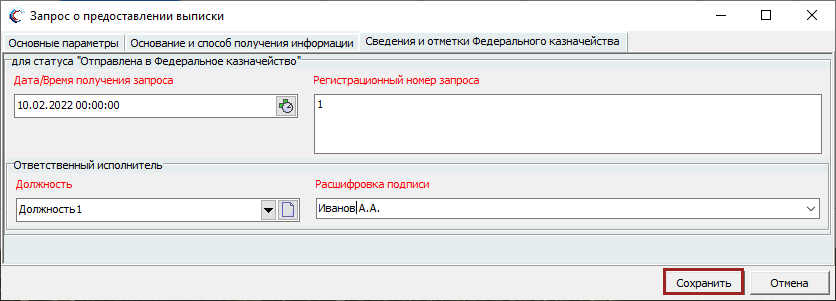 Запрос о предоставлении выписки
Основные параметры Основание и способ получения информации Сведения и отметки Федерального казначейства
для статуса "Отправлена в Федеральное казначейство"
Дата/Время получения запроса Регистрационный номер запроса
10.02.2022 00:00:00 1
Ответственный исполнитель
Должность Расшифровка подписи
Должность1 Иванов А.А.
Сохранить Отмена